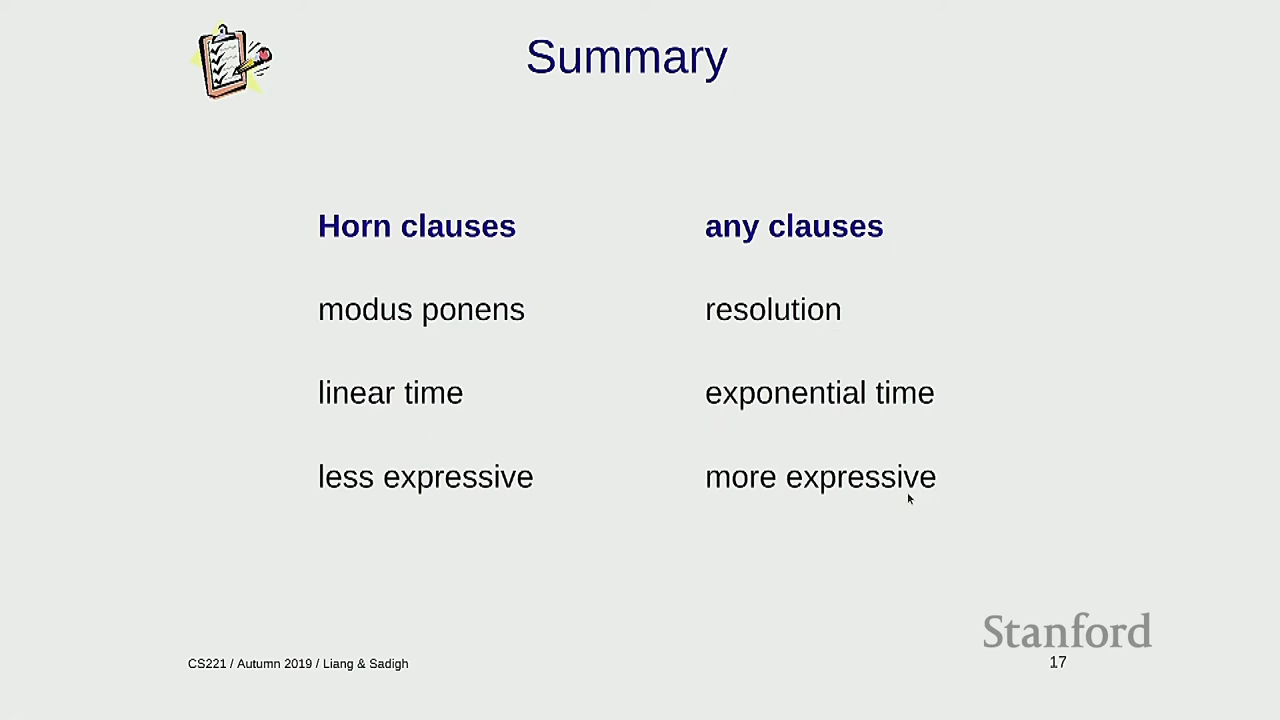 Summary
Horn clauses any clauses
modus ponens resolution
linear time exponential time
less expressive more expressive
Stanford
CS221 / Autumn 2019 / Liang & Sadigh 17